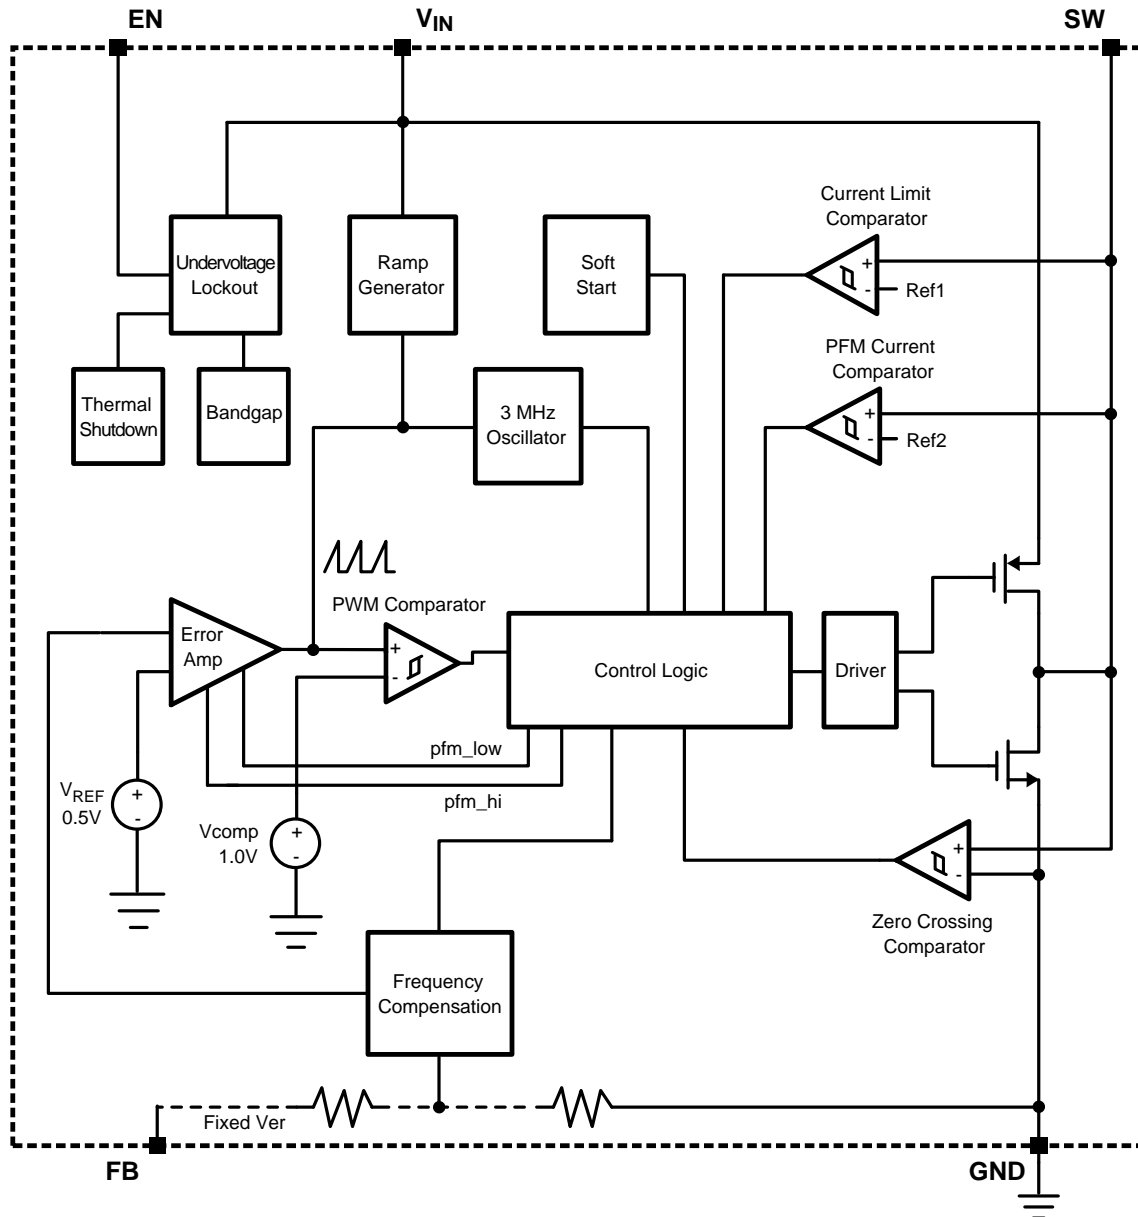 EN
VIN
SW
Current Limit
Comparator
+
-
Ref1
Undervoltage
Lockout
Ramp
Generator
Soft
Start
PFM Current
Comparator
+
-
Ref2
Thermal
Shutdown
Bandgap
3 MHz
Oscillator
PWM Comparator
Error
Amp
+
-
Control Logic
Driver
pfm_low
pfm_hi
VREF
0.5V
+
-
Vcomp
1.0V
+
-
+
-
Zero Crossing
Comparator
Frequency
Compensation
Fixed Ver
FB
GND